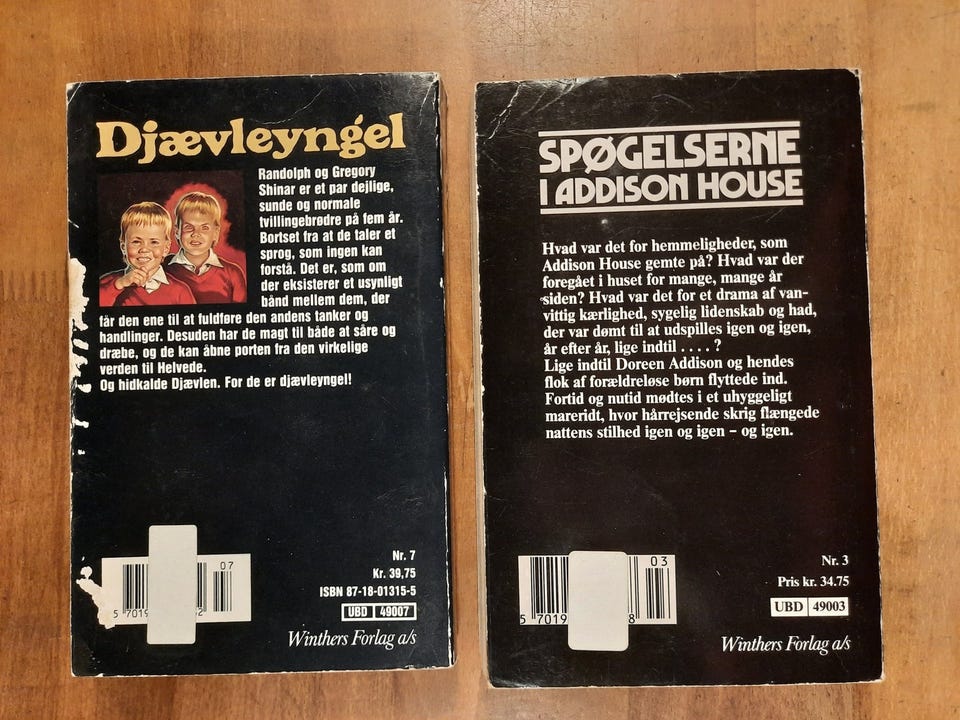 Djævleyngel
Randolph og Gregory
Shinar er et par dejlige,
sunde og normale
tvillingebrødre på fem år.
Bortset fra at de taler et
sprog, som ingen kan
forstå. Det er, som om
der eksisterer et usynligt
bånd mellem dem, der
får den ene til at fuldføre den andens tanker og
handlinger. Desuden har de magt til både at såre og
dræbe, og de kan åbne porten fra den virkelige
verden til Helvede.
Og hidkalde Djævlen. For de er djævleyngel!
07
5 7019 2
Nr. 7
Kr. 39,75
ISBN 87-18-01315-5
UBD 49007
Winthers Forlag a/s
SPØGELSERNE
I ADDISON HOUSE
Hvad var det for hemmeligheder, som
Addison House gemte på? Hvad var der
foregået i huset for mange, mange år
siden? Hvad var det for et drama af van-
vittig kærlighed, sygelig lidenskab og had,
der var dømt til at udspilles igen og igen,
år efter år, lige indtil . . . . ?
Lige indtil Doreen Addison og hendes
flok af forældreløse børn flyttede ind.
Fortid og nutid mødtes i et uhyggeligt
mareridt, hvor hårrejsende skrig flængede
nattens stilhed igen og igen – og igen.
03
5 7019 8
Nr. 3
Pris kr. 34.75
UBD 49003
Winthers Forlag a/s